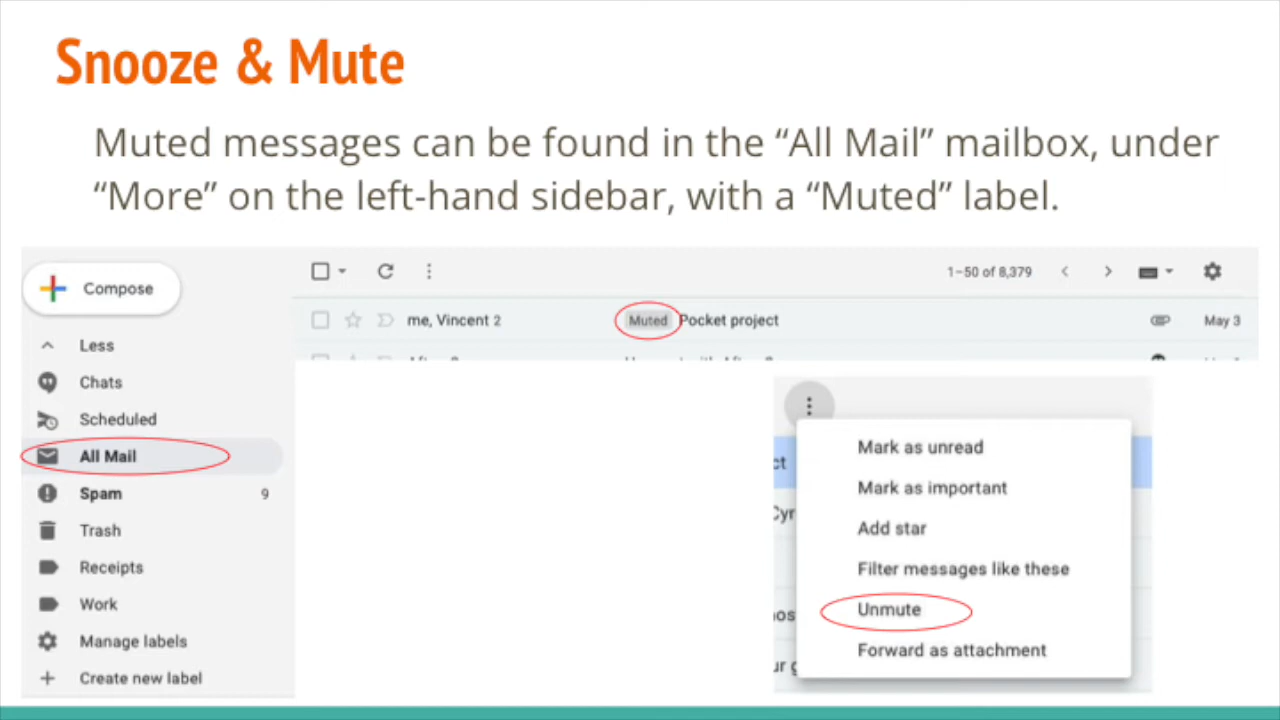 Snooze & Mute
Muted messages can be found in the “All Mail” mailbox, under
“More” on the left-hand sidebar, with a “Muted” label.
Compose
Less
Chats
Scheduled
All Mail
Spam 9
Trash
Receipts
Work
Manage labels
Create new label
1–50 of 8,379
me, Vincent 2 Muted Pocket project May 3
Mark as unread
Mark as important
Add star
Filter messages like these
Unmute
Forward as attachment